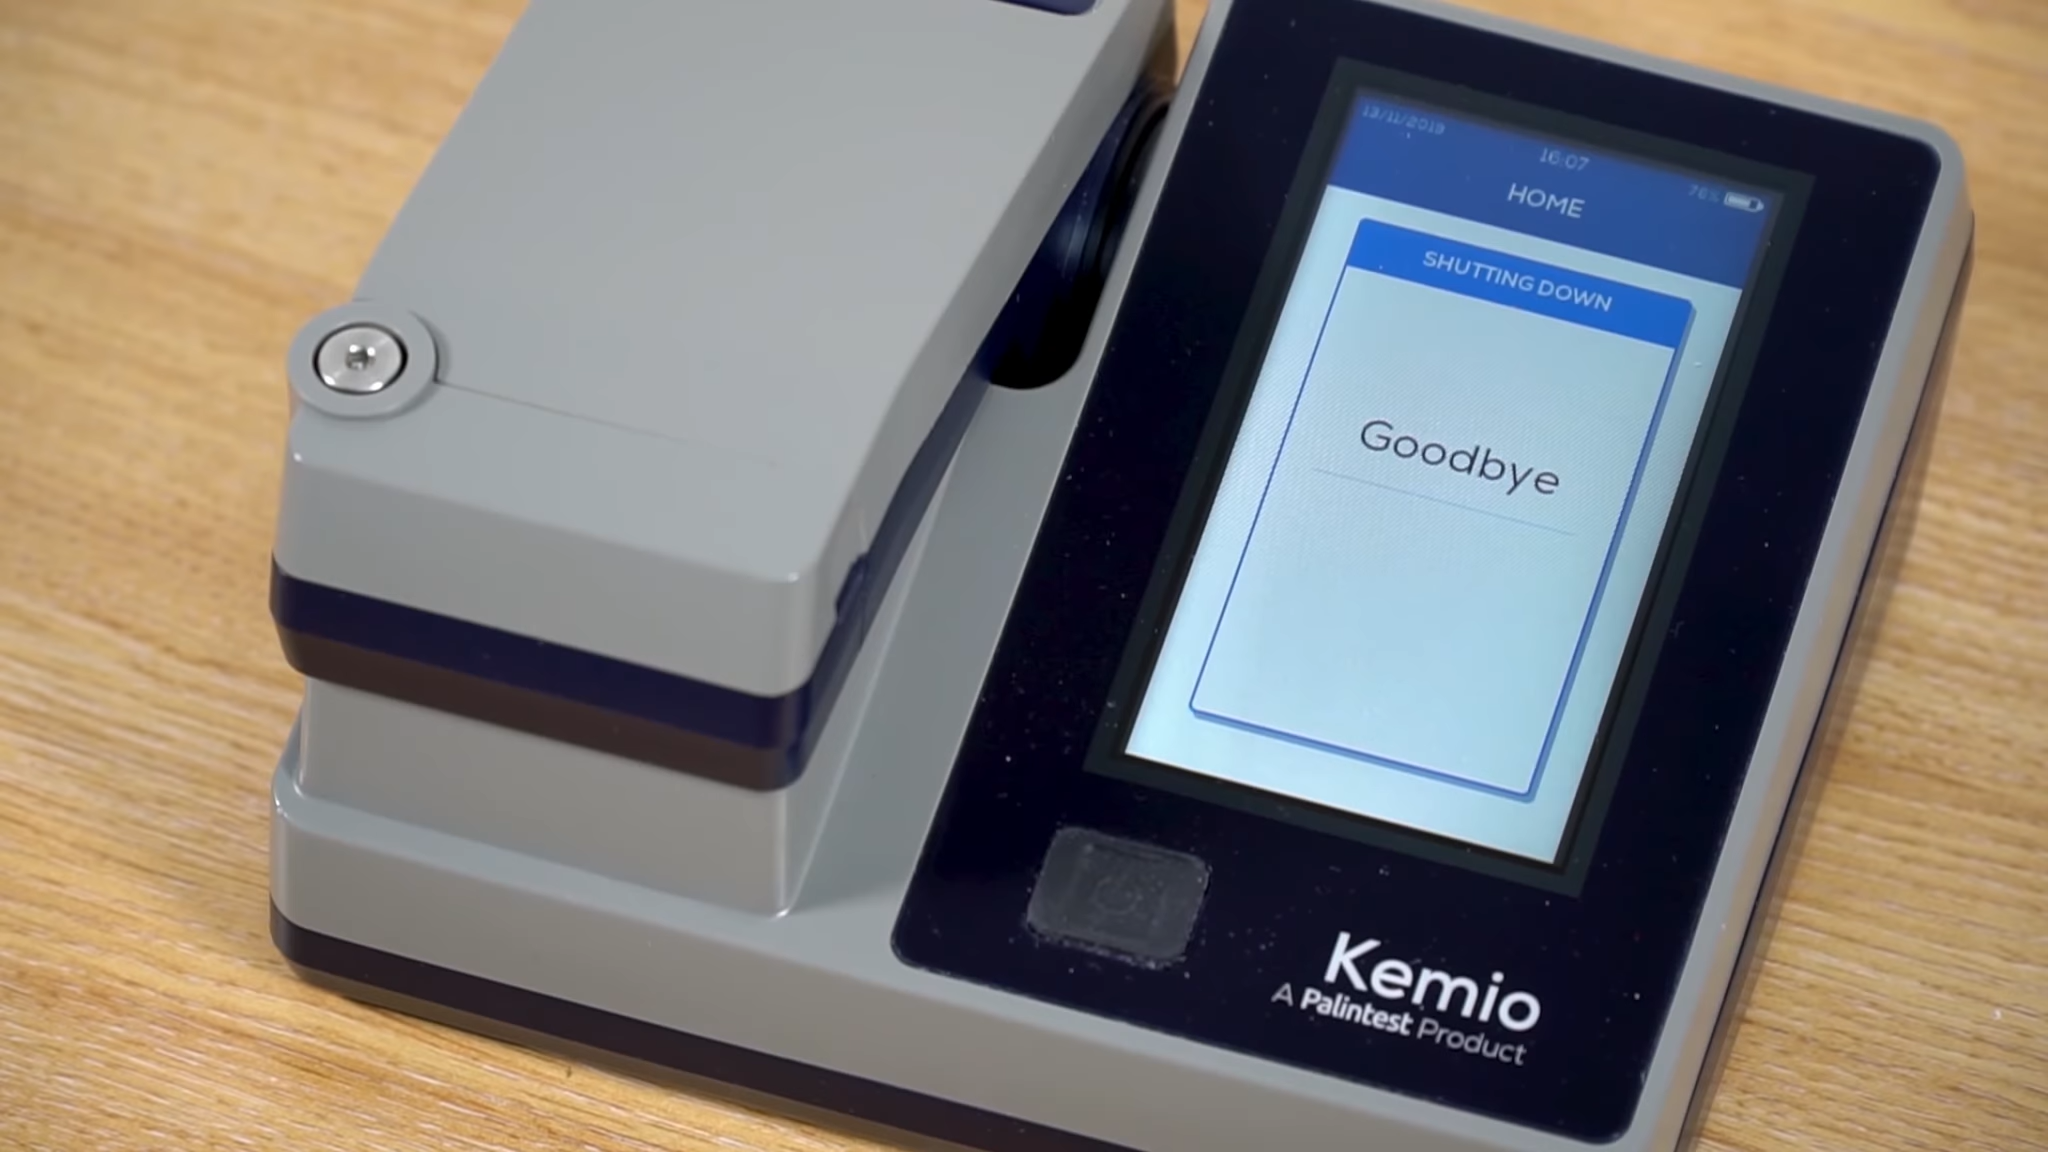 13/11/2019
16:07
76%
HOME
SHUTTING DOWN
Goodbye
Kemio
A Palintest Product